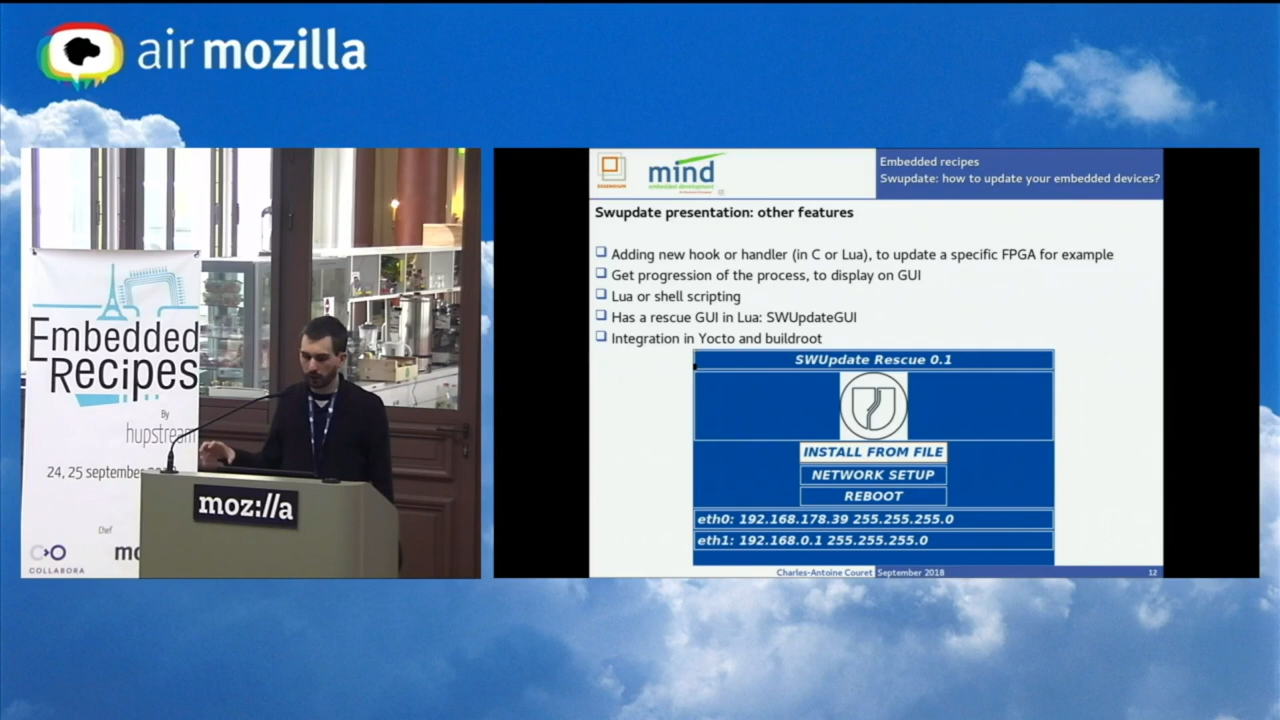 air mozilla
Embedded
Recipes
By
hupstream
24, 25 september
Chef
COLLABORA
moz://a
ESSENSIUM
mind
embedded development
Embedded recipes
Swupdate: how to update your embedded devices?
Swupdate presentation: other features
Adding new hook or handler (in C or Lua), to update a specific FPGA for example
Get progression of the process, to display on GUI
Lua or shell scripting
Has a rescue GUI in Lua: SWUpdateGUI
Integration in Yocto and buildroot
SWUpdate Rescue 0.1
INSTALL FROM FILE
NETWORK SETUP
REBOOT
eth0: 192.168.178.39 255.255.255.0
eth1: 192.168.0.1 255.255.255.0
Charles-Antoine Couret September 2018 12